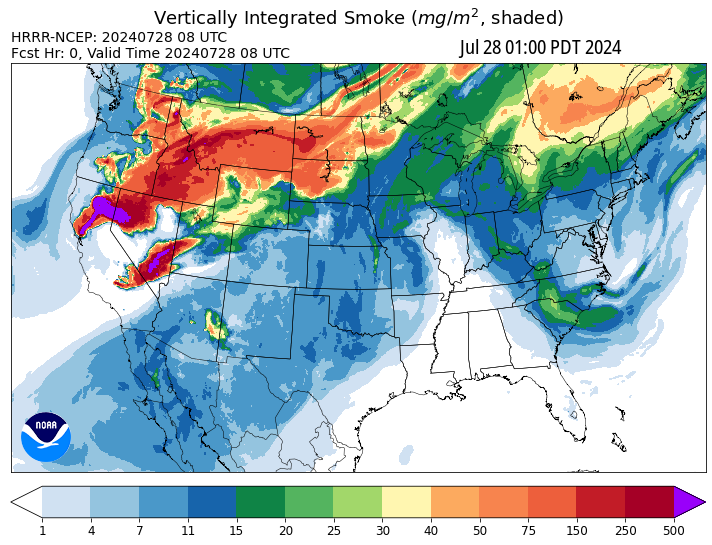 Vertically Integrated Smoke (mg/m², shaded)
HRRR-NCEP: 20240728 08 UTC
Fcst Hr: 0, Valid Time 20240728 08 UTC
Jul 28 01:00 PDT 2024
NOAA
1 4 7 11 15 20 25 30 40 50 75 150 250 500